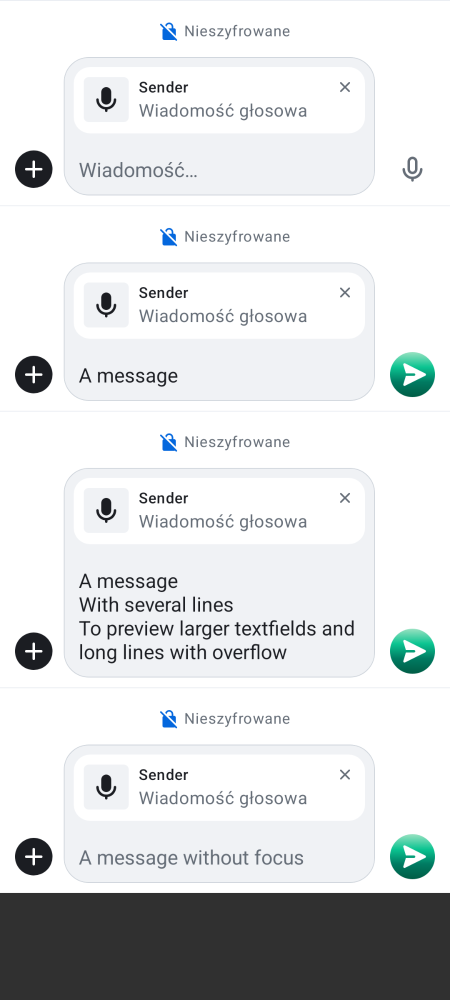 Nieszyfrowane
Sender
Wiadomość głosowa
Wiadomość…
Nieszyfrowane
Sender
Wiadomość głosowa
A message
Nieszyfrowane
Sender
Wiadomość głosowa
A message
With several lines
To preview larger textfields and
long lines with overflow
Nieszyfrowane
Sender
Wiadomość głosowa
A message without focus